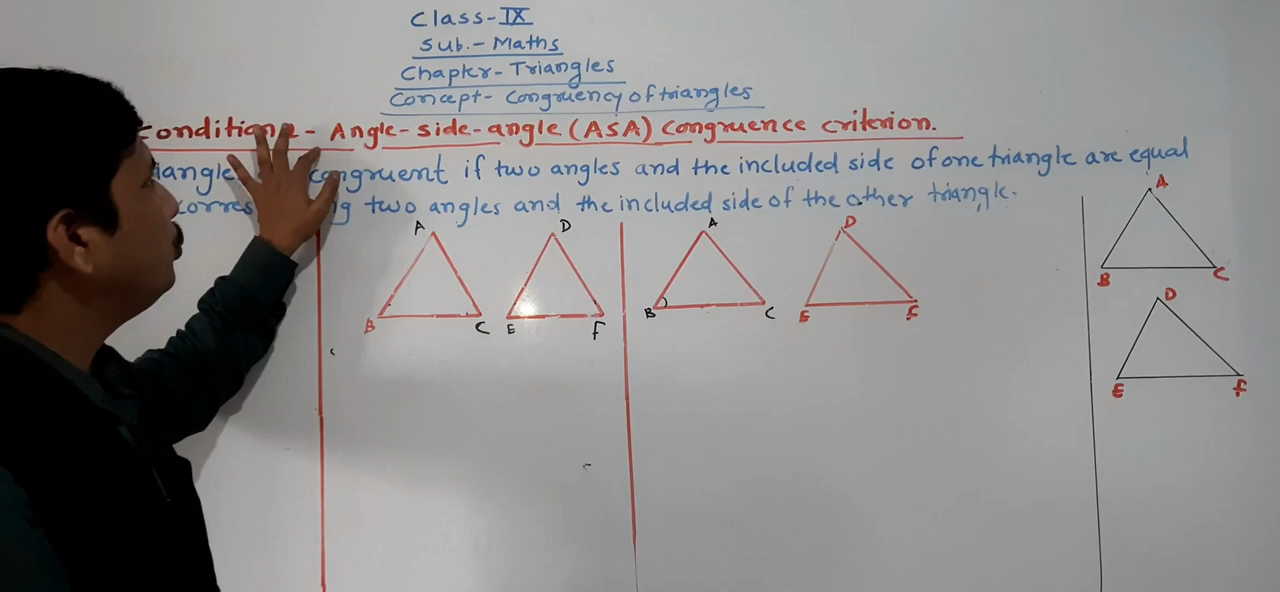 Class-IX
Sub.- Maths
Chapter- Triangles
Concept- Congruency of triangles
Condition - Angle-side-angle (ASA) Congruence criterion.
congruent if two angles and the included side of one triangle are equal
two angles and the included side of the other triangle.
A D A D A
B C E F B C E F B C
D
E F